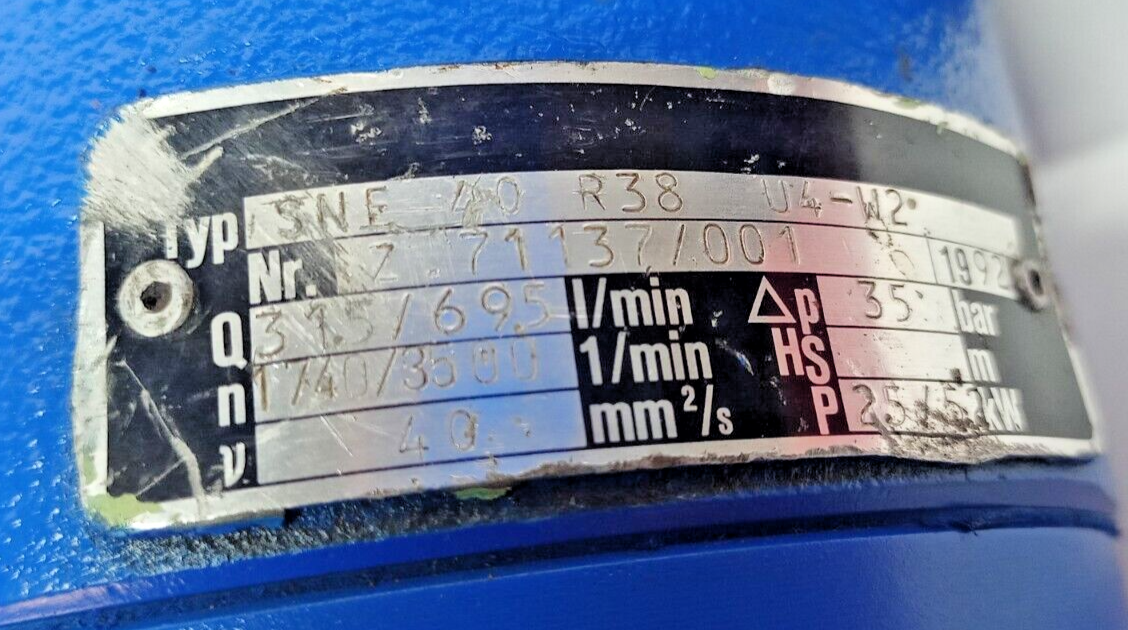 Typ SNE 40 R38 U4-W2
Nr. Z.71137/001 1992
Q 315/695 l/min Δp 35 bar
n 1740/3500 1/min HS m
ν 40 mm²/s P kW